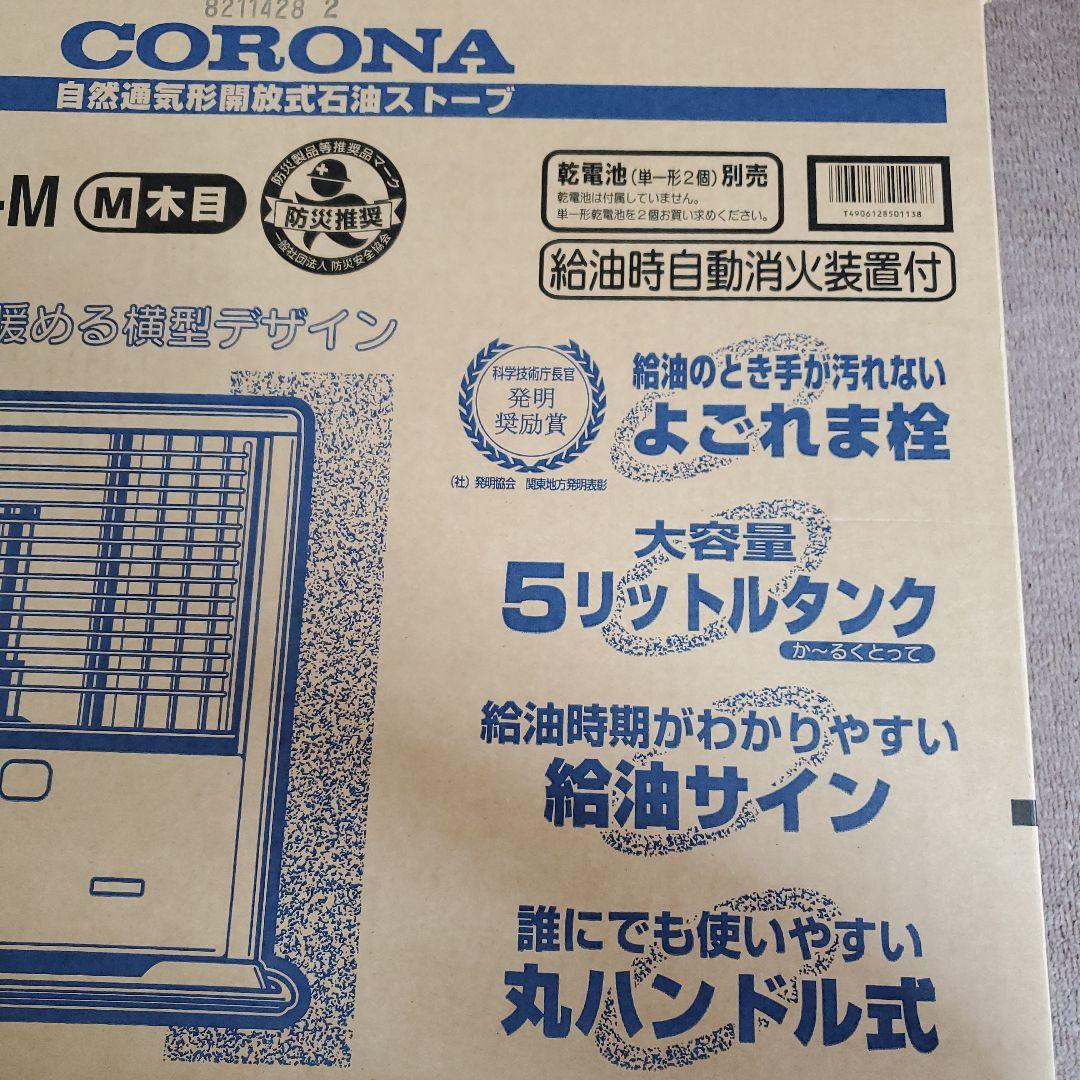 8211428 2
CORONA
自然通気形開放式石油ストーブ
-M
M木目
防災製品等推奨品マーク
防災推奨
一般社団法人 防災安全協会
乾電池(単一形2個)別売
乾電池は付属していません。
単一形乾電池を2個お買い求めください。
T4906128501138
給油時自動消火装置付
暖める横型デザイン
科学技術庁長官
発明
奨励賞
(社)発明協会 関東地方発明表彰
給油のとき手が汚れない
よごれま栓
大容量
5リットルタンク
か〜るくとって
給油時期がわかりやすい
給油サイン
誰にでも使いやすい
丸ハンドル式